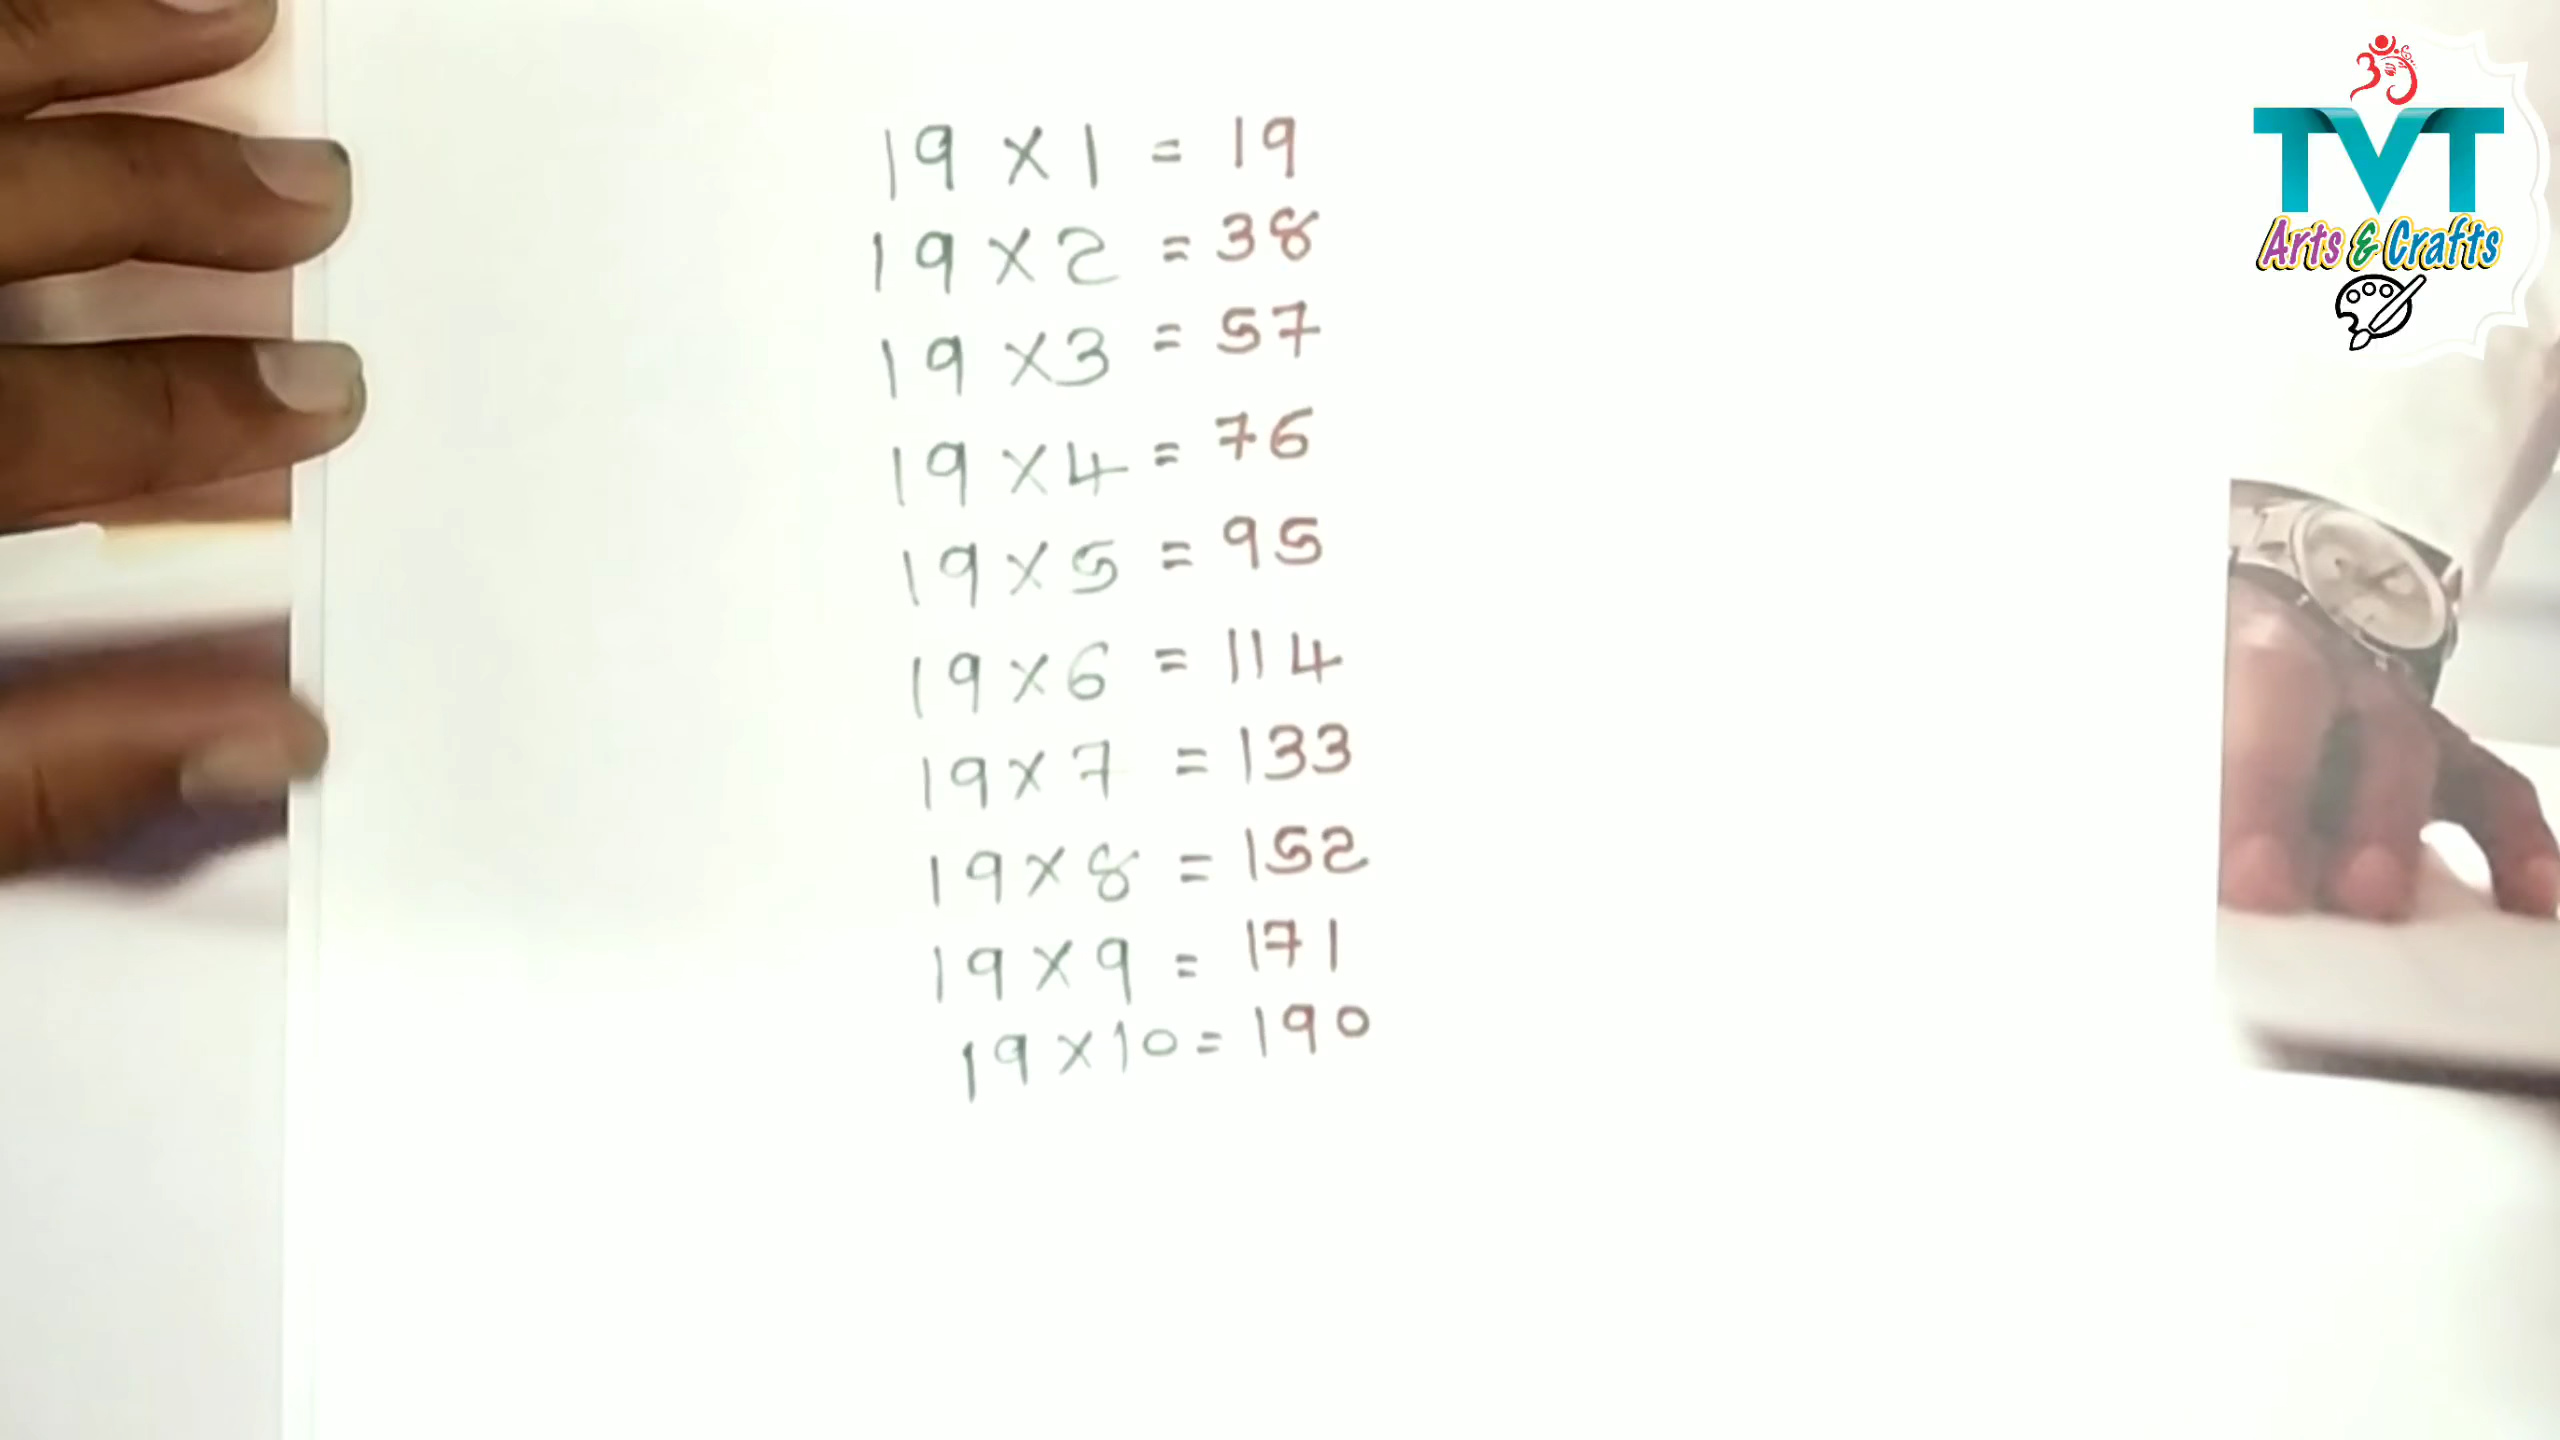 19 × 1 = 19
19 × 2 = 38
19 × 3 = 57
19 × 4 = 76
19 × 5 = 95
19 × 6 = 114
19 × 7 = 133
19 × 8 = 152
19 × 9 = 171
19 × 10 = 190
TVT
Arts & Crafts